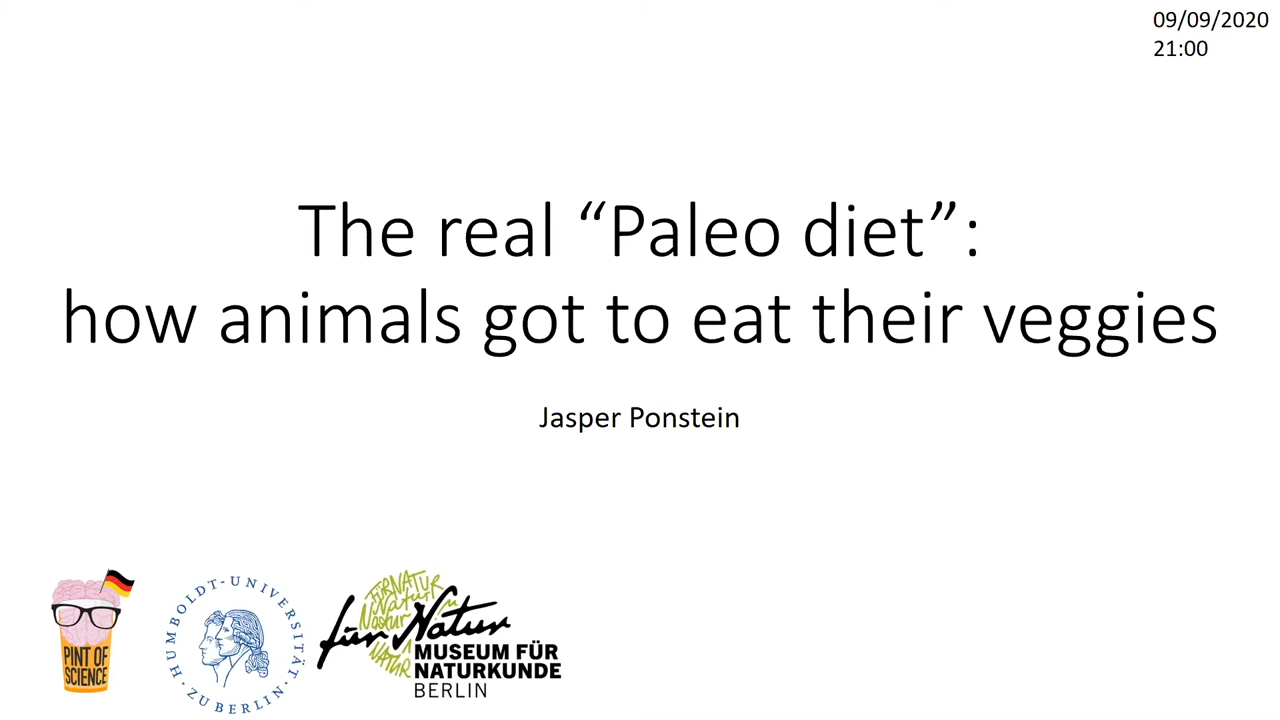 09/09/2020
21:00
The real “Paleo diet”:
how animals got to eat their veggies
Jasper Ponstein
PINT OF
SCIENCE
HUMBOLDT-UNIVERSITÄT
ZU BERLIN
für Natur
MUSEUM FÜR
NATURKUNDE
BERLIN